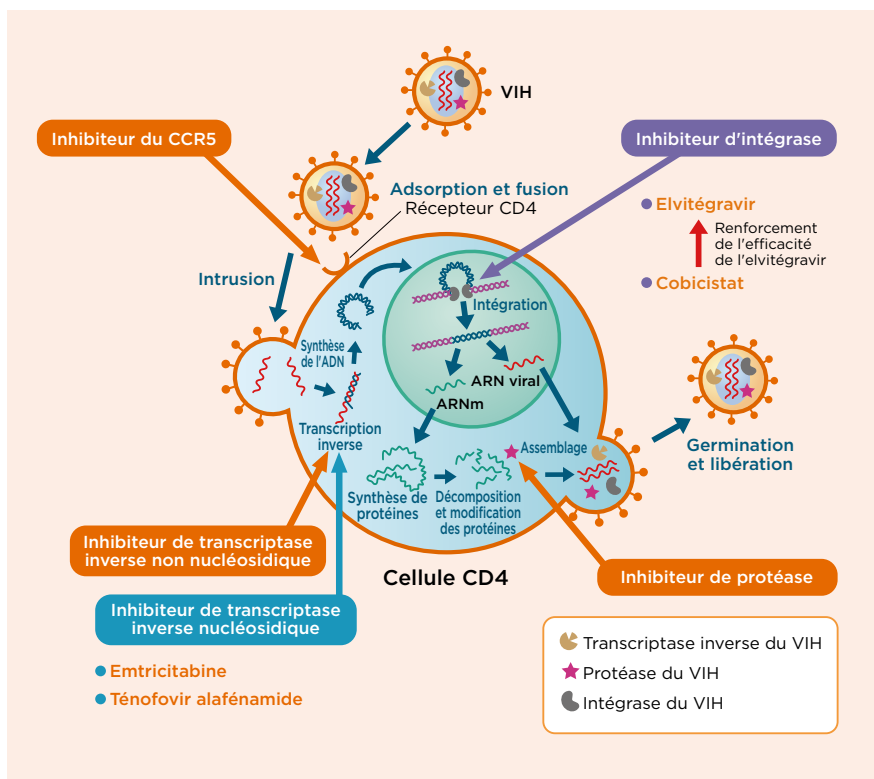 VIH
Inhibiteur du CCR5
Inhibiteur d'intégrase
Adsorption et fusion
Récepteur CD4
Elvitégravir
Renforcement
de l'efficacité
de l'elvitégravir
Cobicistat
Intrusion
Intégration
Synthèse
de l'ADN
ARN viral
ARNm
Transcription
inverse
Assemblage
Germination
et libération
Synthèse de
protéines
Décomposition
et modification
des protéines
Inhibiteur de transcriptase
inverse non nucléosidique
Cellule CD4
Inhibiteur de protéase
Inhibiteur de transcriptase
inverse nucléosidique
Emtricitabine
Ténofovir alafénamide
Transcriptase inverse du VIH
Protéase du VIH
Intégrase du VIH